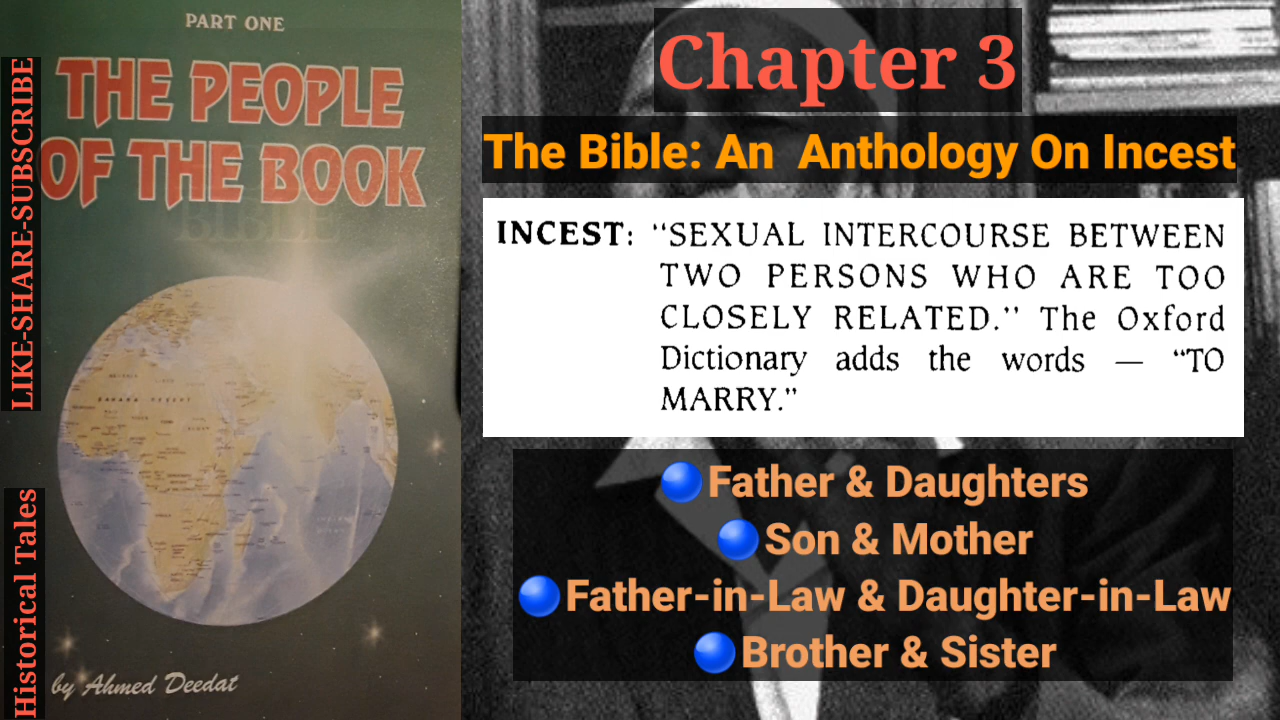 PART ONE
THE PEOPLE
OF THE BOOK
BIBLE
by Ahmed Deedat
LIKE-SHARE-SUBSCRIBE
Historical Tales
Chapter 3
The Bible: An Anthology On Incest
INCEST: “SEXUAL INTERCOURSE BETWEEN
TWO PERSONS WHO ARE TOO
CLOSELY RELATED.” The Oxford
Dictionary adds the words — “TO
MARRY.”
Father & Daughters
Son & Mother
Father-in-Law & Daughter-in-Law
Brother & Sister